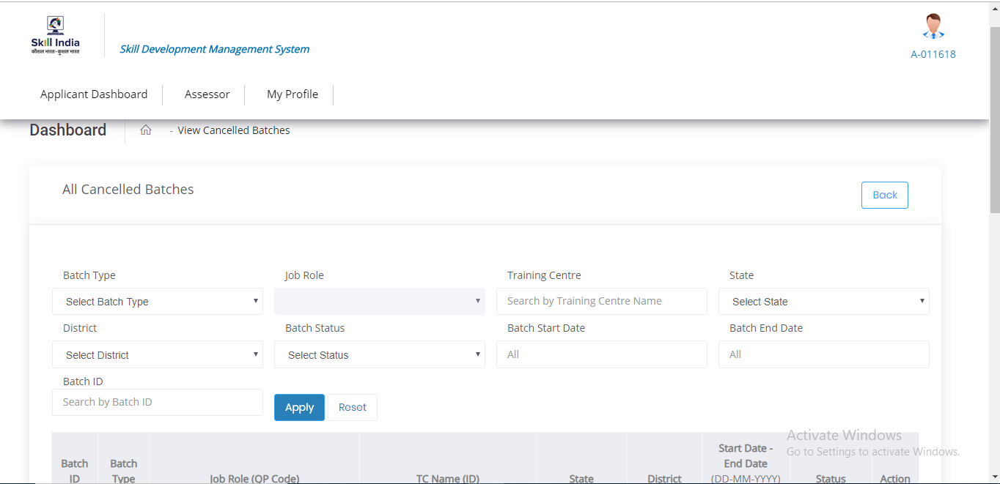 Skill India
कौशल भारत - कुशल भारत
Skill Development Management System
A-011618
Applicant Dashboard
Assessor
My Profile
Dashboard
- View Cancelled Batches
All Cancelled Batches
Back
Batch Type
Job Role
Training Centre
State
Select Batch Type
Search by Training Centre Name
Select State
District
Batch Status
Batch Start Date
Batch End Date
Select District
Select Status
All
All
Batch ID
Search by Batch ID
Apply
Reset
Activate Windows
Go to Settings to activate Windows.
Batch ID
Batch Type
Job Role (QP Code)
TC Name (ID)
State
District
Start Date -
End Date
(DD-MM-YYYY)
Status
Action